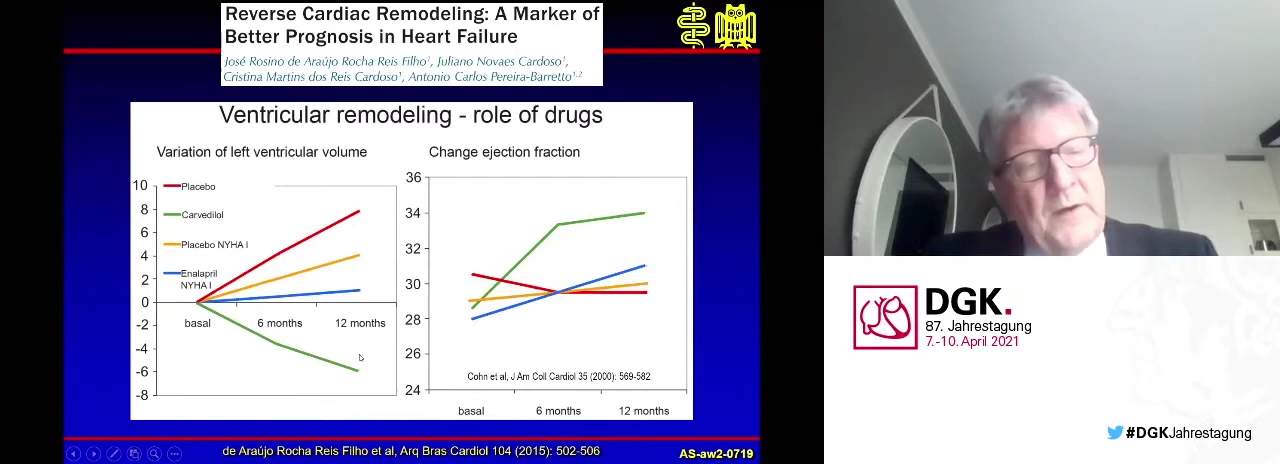 Reverse Cardiac Remodeling: A Marker of
Better Prognosis in Heart Failure
José Rosino de Araújo Rocha Reis Filho¹, Juliano Novaes Cardoso¹,
Cristina Martins dos Reis Cardoso¹, Antonio Carlos Pereira-Barretto¹,²
Ventricular remodeling - role of drugs
Variation of left ventricular volume
10
8
6
4
2
0
-2
-4
-6
-8
Placebo
Carvedilol
Placebo NYHA I
Enalapril
NYHA I
basal 6 months 12 months
Change ejection fraction
36
34
32
30
28
26
24
Cohn et al, J Am Coll Cardiol 35 (2000): 569-582
basal 6 months 12 months
de Araújo Rocha Reis Filho et al, Arq Bras Cardiol 104 (2015): 502-506
AS-aw2-0719
DGK.
87. Jahrestagung
7.-10. April 2021
#DGKJahrestagung